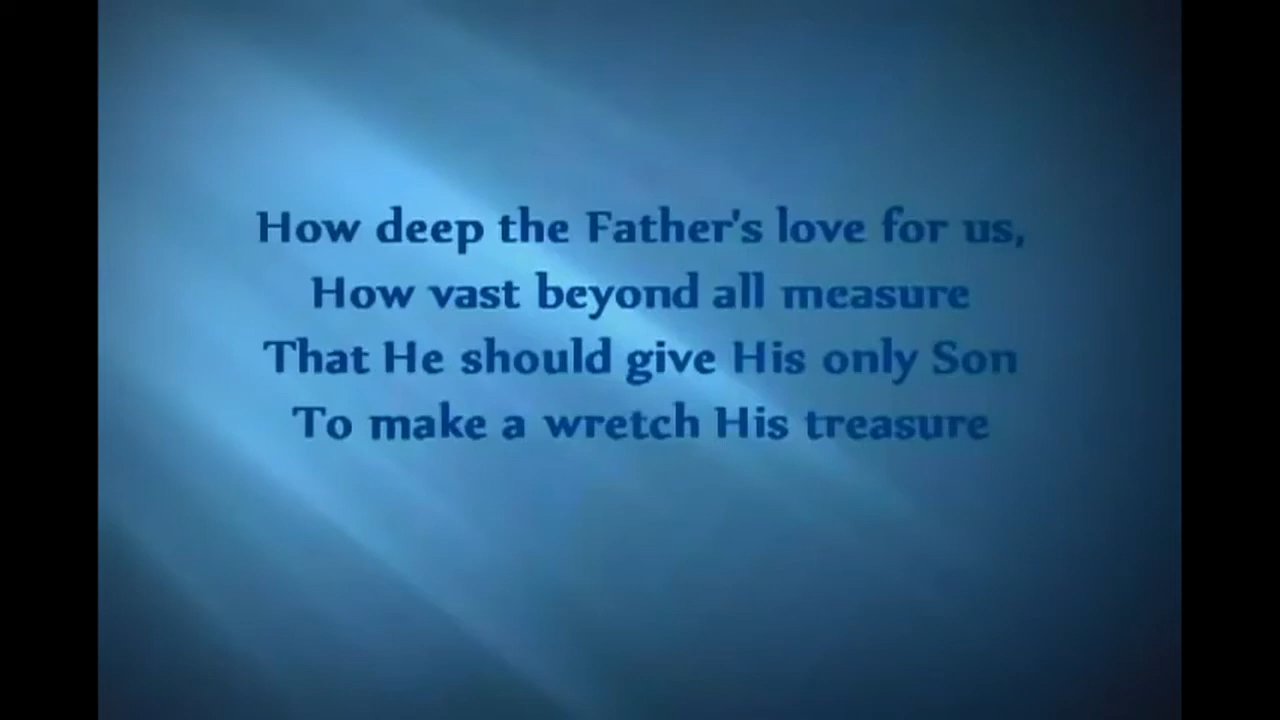 How deep the Father's love for us,
How vast beyond all measure
That He should give His only Son
To make a wretch His treasure